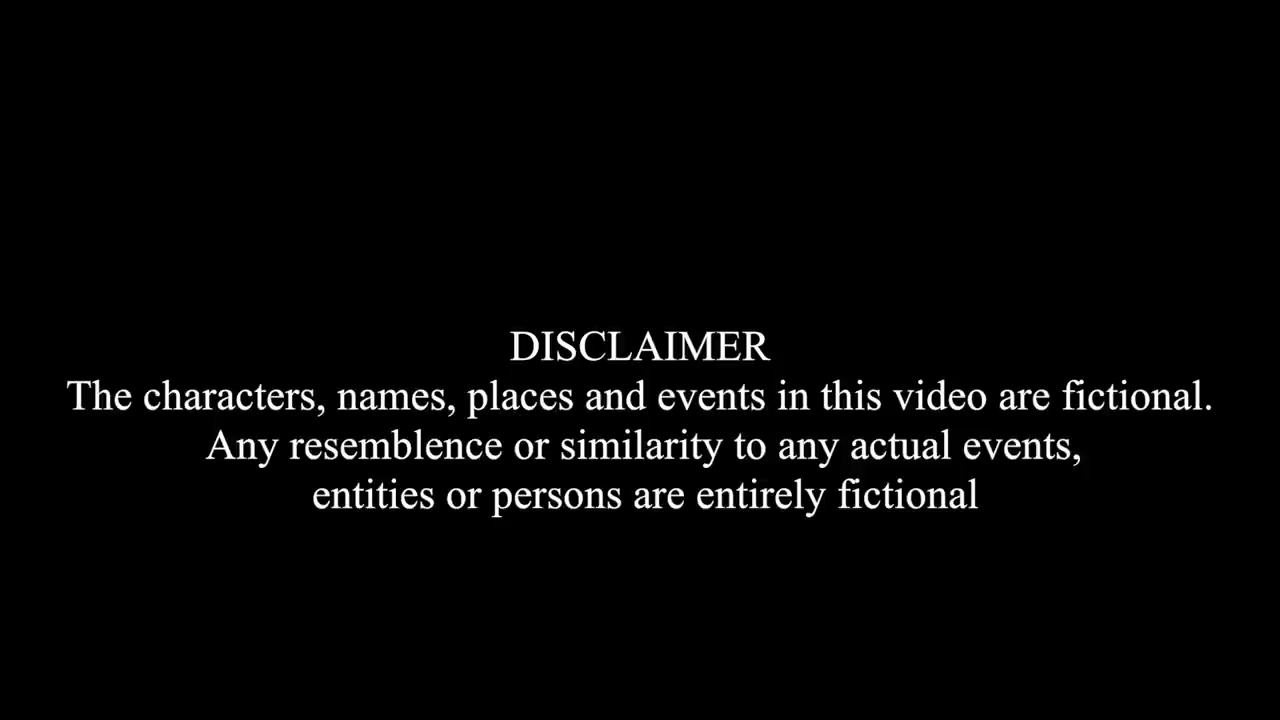 DISCLAIMER
The characters, names, places and events in this video are fictional.
Any resemblence or similarity to any actual events,
entities or persons are entirely fictional